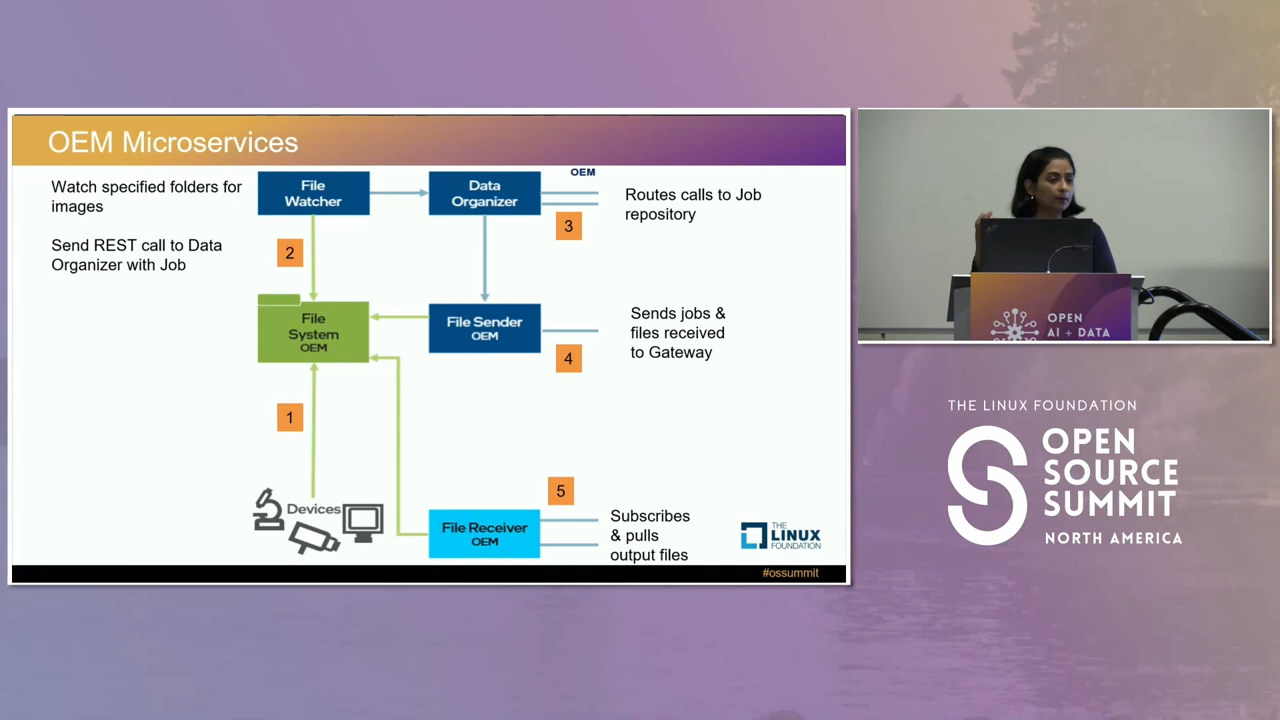 OEM Microservices
Watch specified folders for
images
Send REST call to Data
Organizer with Job
File
Watcher
Data
Organizer
OEM
Routes calls to Job
repository
2
3
File
System
OEM
File Sender
OEM
Sends jobs &
files received
to Gateway
4
1
Devices
File Receiver
OEM
5
Subscribes
& pulls
output files
THE
LINUX
FOUNDATION
#ossummit
OPEN
AI + DATA
THE LINUX FOUNDATION
OPEN
SOURCE
SUMMIT
NORTH AMERICA